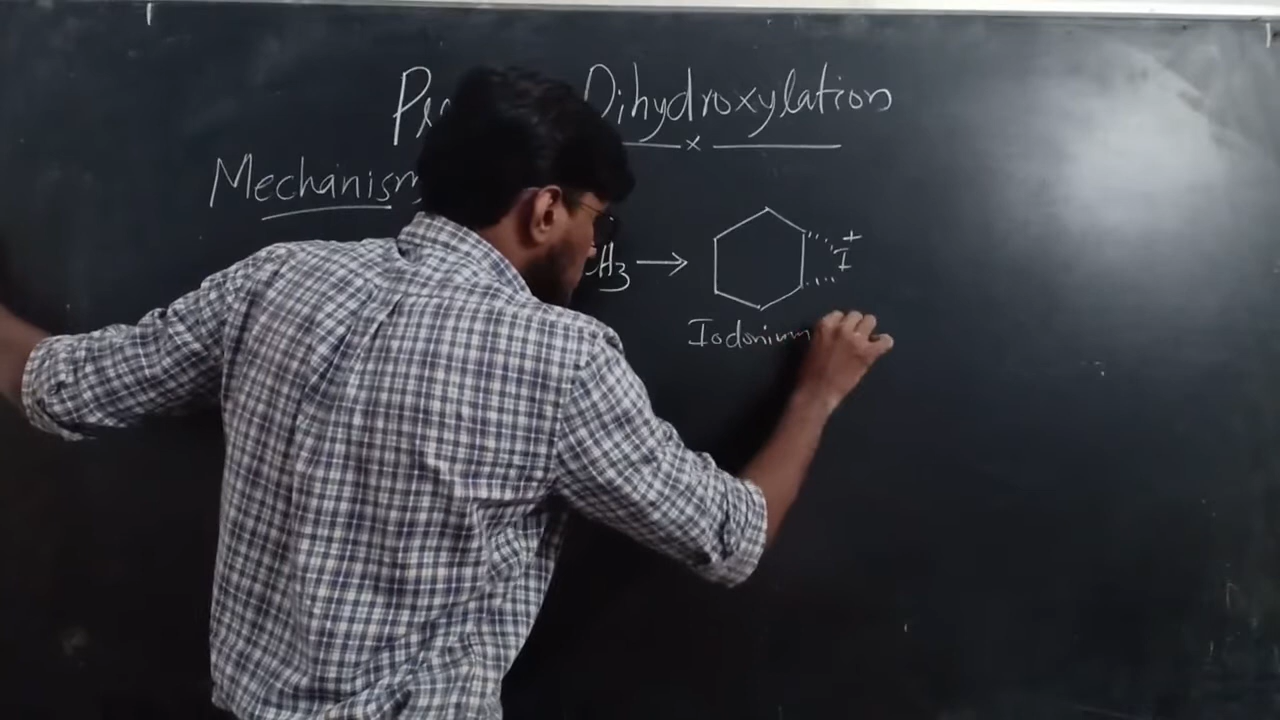 Dihydroxylation
Mechanism
CH3 →
+
I
Iodonium